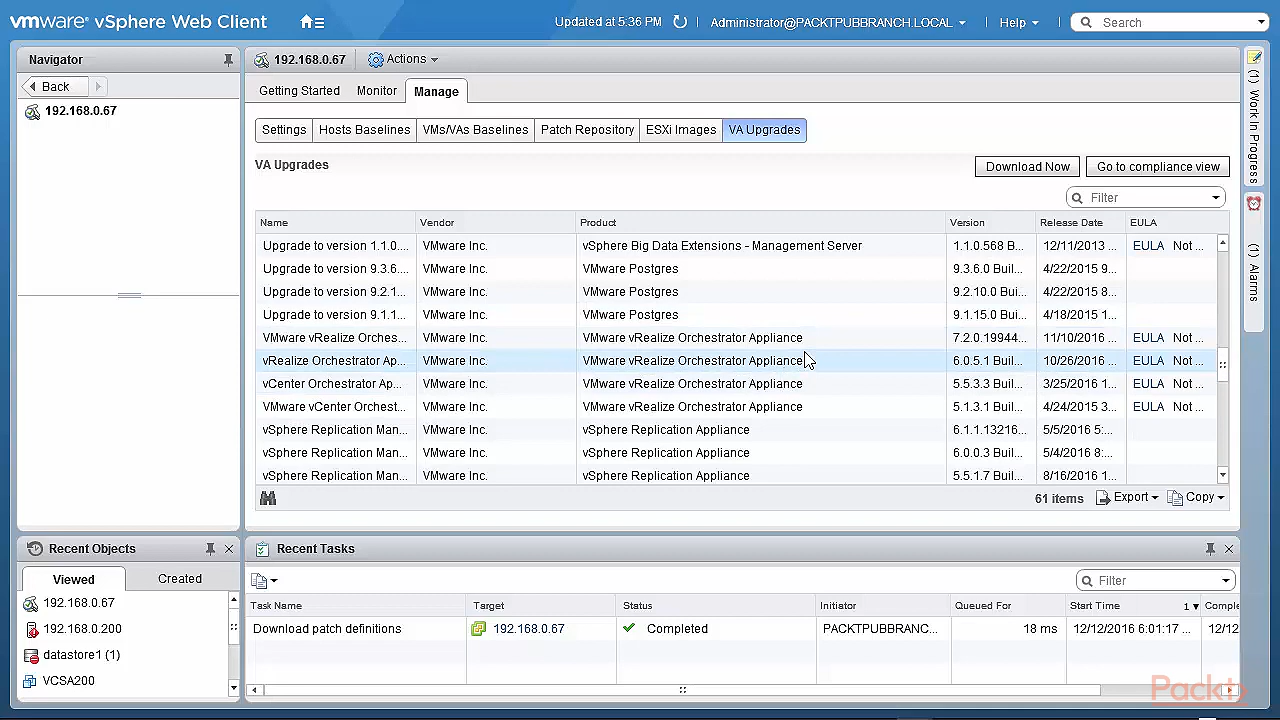 vmware® vSphere Web Client
Updated at 5:36 PM
Administrator@PACKTPUBBRANCH.LOCAL
Help
Search
Navigator
Back
192.168.0.67
192.168.0.67
Actions
Getting Started Monitor Manage
Settings Hosts Baselines VMs/VAs Baselines Patch Repository ESXi Images VA Upgrades
VA Upgrades
Download Now Go to compliance view
Filter
Name Vendor Product Version Release Date EULA
Upgrade to version 1.1.0.... VMware Inc. vSphere Big Data Extensions - Management Server 1.1.0.568 B... 12/11/2013 ... EULA Not ...
Upgrade to version 9.3.6.... VMware Inc. VMware Postgres 9.3.6.0 Buil... 4/22/2015 9...
Upgrade to version 9.2.1... VMware Inc. VMware Postgres 9.2.10.0 Bui... 4/22/2015 8...
Upgrade to version 9.1.1... VMware Inc. VMware Postgres 9.1.15.0 Bui... 4/18/2015 1...
VMware vRealize Orches... VMware Inc. VMware vRealize Orchestrator Appliance 7.2.0.19944... 11/10/2016 ... EULA Not ...
vRealize Orchestrator Ap... VMware Inc. VMware vRealize Orchestrator Appliance 6.0.5.1 Buil... 10/26/2016 ... EULA Not ...
vCenter Orchestrator Ap... VMware Inc. VMware vRealize Orchestrator Appliance 5.5.3.3 Buil... 3/25/2016 1... EULA Not ...
VMware vCenter Orchest... VMware Inc. VMware vRealize Orchestrator Appliance 5.1.3.1 Buil... 4/24/2015 3... EULA Not ...
vSphere Replication Man... VMware Inc. vSphere Replication Appliance 6.1.1.13216... 5/5/2016 5:...
vSphere Replication Man... VMware Inc. vSphere Replication Appliance 6.0.0.3 Buil... 5/5/2016 8:...
vSphere Replication Man... VMware Inc. vSphere Replication Appliance 5.5.1.7 Buil... 8/16/2016 1...
61 items Export Copy
(1) Work In Progress
(1) Alarms
Recent Objects
Viewed Created
192.168.0.67
192.168.0.200
datastore1 (1)
VCSA200
Recent Tasks
Filter
Task Name Target Status Initiator Queued For Start Time 1 Comple
Download patch definitions 192.168.0.67 Completed PACKTPUBBRANC... 18 ms 12/12/2016 6:01:17 ... 12/12
Packt